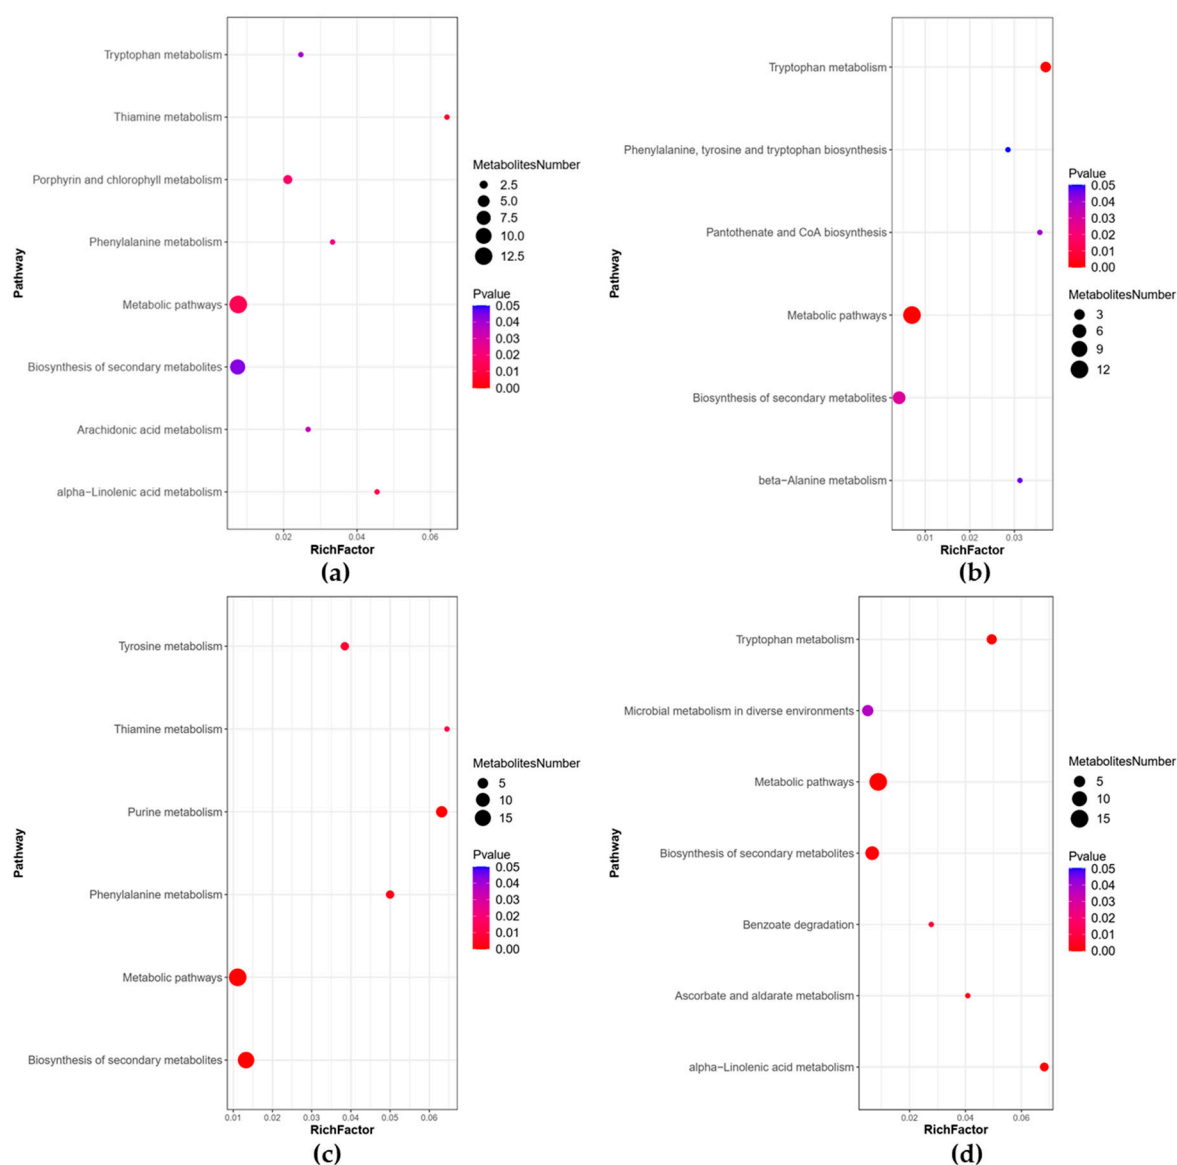 Pathway
Tryptophan metabolism
Thiamine metabolism
Porphyrin and chlorophyll metabolism
Phenylalanine metabolism
Metabolic pathways
Biosynthesis of secondary metabolites
Arachidonic acid metabolism
alpha−Linolenic acid metabolism
0.02 0.04 0.06
RichFactor
MetabolitesNumber
2.5
5.0
7.5
10.0
12.5
Pvalue
0.05
0.04
0.03
0.02
0.01
0.00
(a)
Pathway
Tryptophan metabolism
Phenylalanine, tyrosine and tryptophan biosynthesis
Pantothenate and CoA biosynthesis
Metabolic pathways
Biosynthesis of secondary metabolites
beta−Alanine metabolism
0.01 0.02 0.03
RichFactor
Pvalue
0.05
0.04
0.03
0.02
0.01
0.00
MetabolitesNumber
3
6
9
12
(b)
Pathway
Tyrosine metabolism
Thiamine metabolism
Purine metabolism
Phenylalanine metabolism
Metabolic pathways
Biosynthesis of secondary metabolites
0.01 0.02 0.03 0.04 0.05 0.06
RichFactor
MetabolitesNumber
5
10
15
Pvalue
0.05
0.04
0.03
0.02
0.01
0.00
(c)
Pathway
Tryptophan metabolism
Microbial metabolism in diverse environments
Metabolic pathways
Biosynthesis of secondary metabolites
Benzoate degradation
Ascorbate and aldarate metabolism
alpha−Linolenic acid metabolism
0.02 0.04 0.06
RichFactor
MetabolitesNumber
5
10
15
Pvalue
0.05
0.04
0.03
0.02
0.01
0.00
(d)